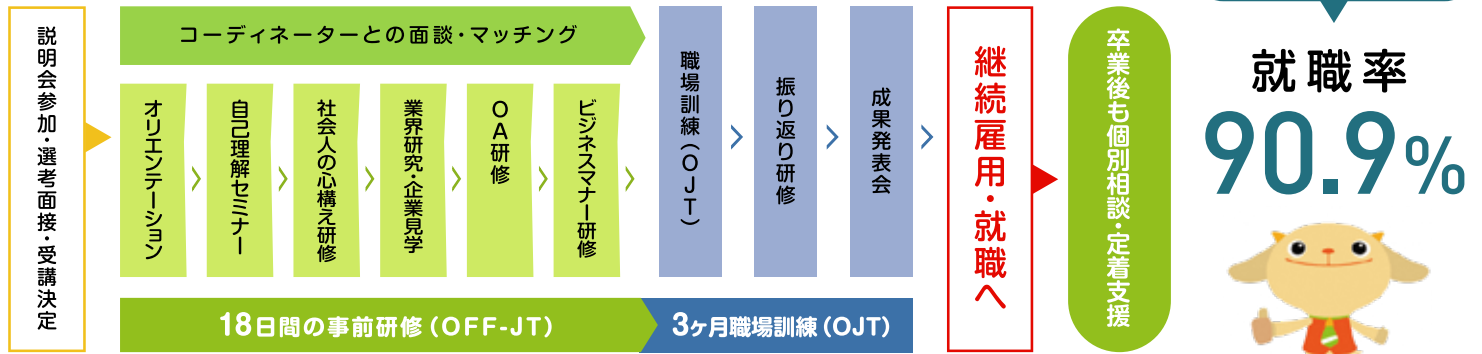 説明会参加・選考面接・受講決定
コーディネーターとの面談・マッチング
オリエンテーション
自己理解セミナー
社会人の心構え研修
業界研究・企業見学
OA研修
ビジネスマナー研修
18日間の事前研修（OFF-JT）
職場訓練（OJT）
振り返り研修
成果発表会
3ヶ月職場訓練（OJT）
継続雇用・就職へ
卒業後も個別相談・定着支援
就職率
90.9%